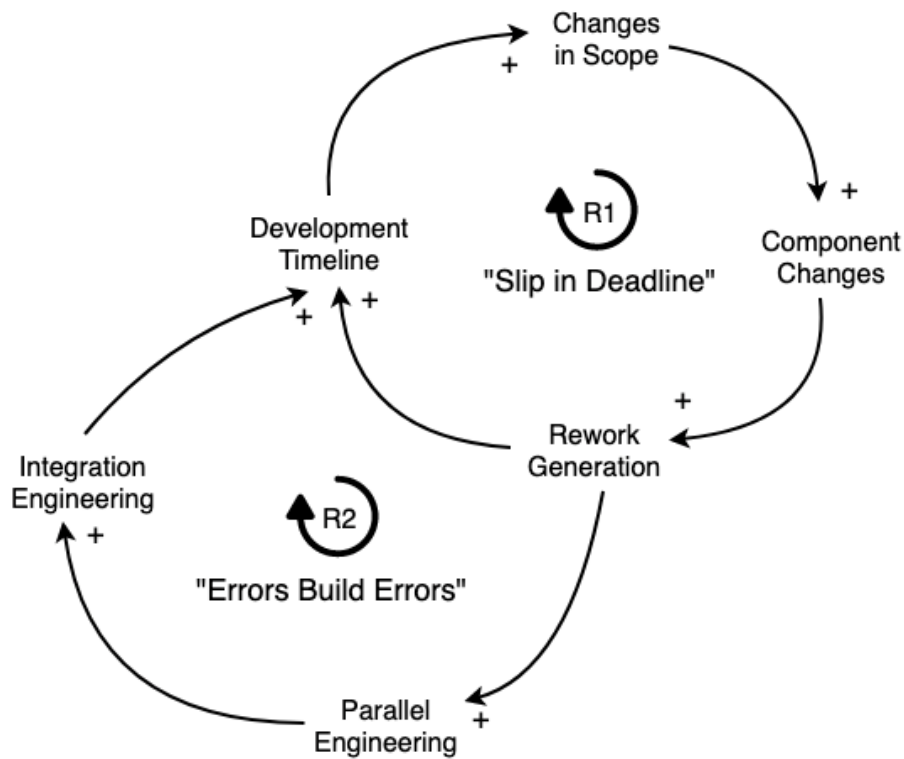 Changes
in Scope
+
+
R1
Development
Timeline
Component
Changes
"Slip in Deadline"
+
+
+
Rework
Generation
Integration
Engineering
R2
+
"Errors Build Errors"
Parallel
Engineering
+